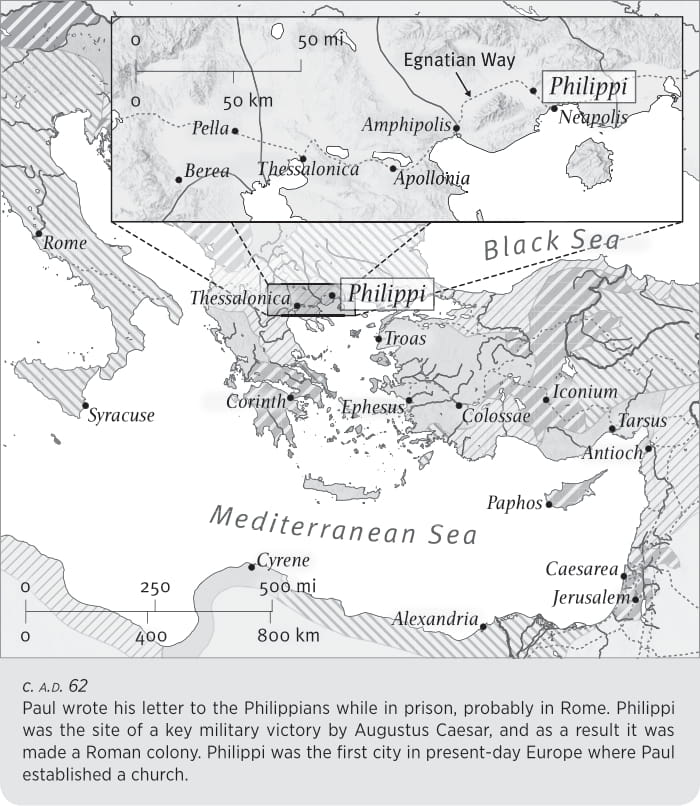 0
50 mi
0
50 km
Egnatian Way
Philippi
Neapolis
Amphipolis
Pella
Berea
Thessalonica
Apollonia
Rome
Black Sea
Thessalonica
Philippi
Troas
Syracuse
Corinth
Ephesus
Colossae
Iconium
Tarsus
Antioch
Paphos
Mediterranean Sea
Cyrene
Caesarea
Jerusalem
Alexandria
0
250
500 mi
0
400
800 km
C. A.D. 62
Paul wrote his letter to the Philippians while in prison, probably in Rome. Philippi
was the site of a key military victory by Augustus Caesar, and as a result it was
made a Roman colony. Philippi was the first city in present-day Europe where Paul
established a church.